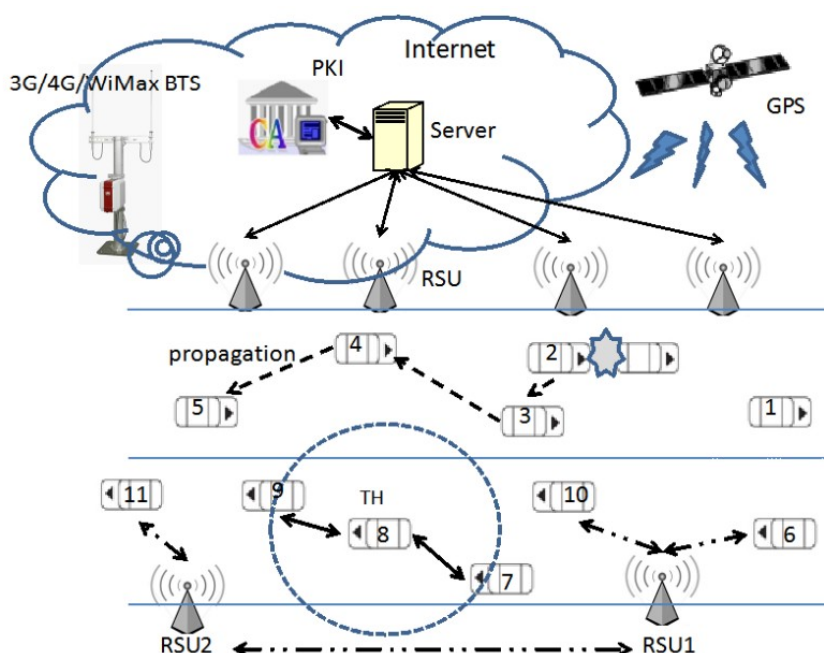 Internet
PKI
3G/4G/WiMax BTS
GPS
CA
Server
RSU
propagation
4
2
5
3
1
11
9
TH
10
8
6
7
RSU2
RSU1